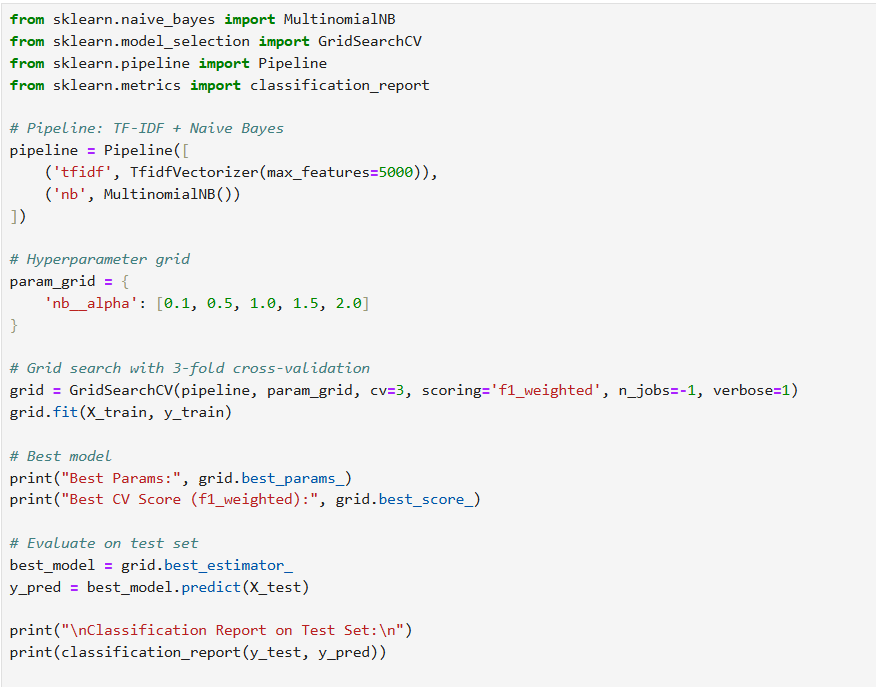 from sklearn.naive_bayes import MultinomialNB
from sklearn.model_selection import GridSearchCV
from sklearn.pipeline import Pipeline
from sklearn.metrics import classification_report

# Pipeline: TF-IDF + Naive Bayes
pipeline = Pipeline([
    ('tfidf', TfidfVectorizer(max_features=5000)),
    ('nb', MultinomialNB())
])

# Hyperparameter grid
param_grid = {
    'nb__alpha': [0.1, 0.5, 1.0, 1.5, 2.0]
}

# Grid search with 3-fold cross-validation
grid = GridSearchCV(pipeline, param_grid, cv=3, scoring='f1_weighted', n_jobs=-1, verbose=1)
grid.fit(X_train, y_train)

# Best model
print("Best Params:", grid.best_params_)
print("Best CV Score (f1_weighted):", grid.best_score_)

# Evaluate on test set
best_model = grid.best_estimator_
y_pred = best_model.predict(X_test)

print("\nClassification Report on Test Set:\n")
print(classification_report(y_test, y_pred))